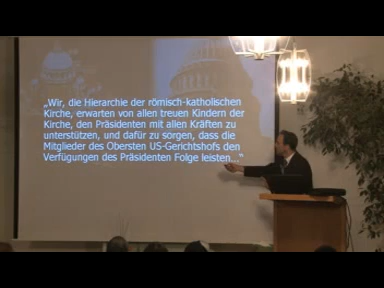 „Wir, die Hierarchie der römisch-katholischen
Kirche, erwarten von allen treuen Kindern der
Kirche, den Präsidenten mit allen Kräften zu
unterstützen, und dafür zu sorgen, dass die
Mitglieder des Obersten US-Gerichtshofs den
Verfügungen des Präsidenten Folge leisten...“